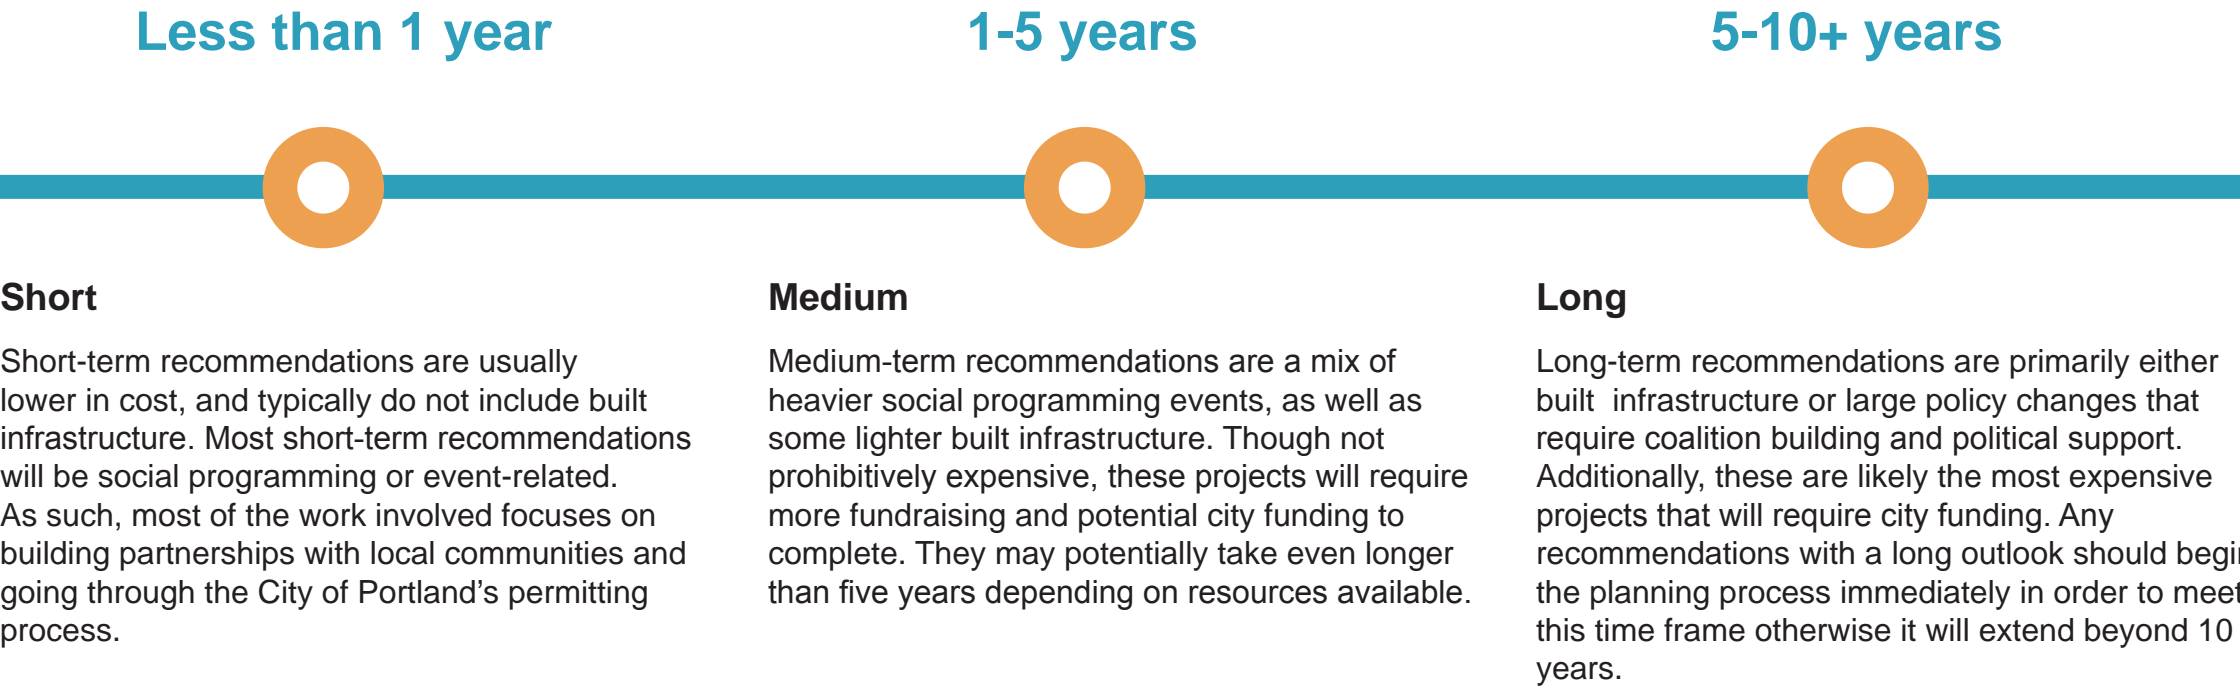 Less than 1 year
1-5 years
5-10+ years
Short
Short-term recommendations are usually
lower in cost, and typically do not include built
infrastructure. Most short-term recommendations
will be social programming or event-related.
As such, most of the work involved focuses on
building partnerships with local communities and
going through the City of Portland’s permitting
process.
Medium
Medium-term recommendations are a mix of
heavier social programming events, as well as
some lighter built infrastructure. Though not
prohibitively expensive, these projects will require
more fundraising and potential city funding to
complete. They may potentially take even longer
than five years depending on resources available.
Long
Long-term recommendations are primarily either
built  infrastructure or large policy changes that
require coalition building and political support.
Additionally, these are likely the most expensive
projects that will require city funding. Any
recommendations with a long outlook should begin
the planning process immediately in order to meet
this time frame otherwise it will extend beyond 10
years.